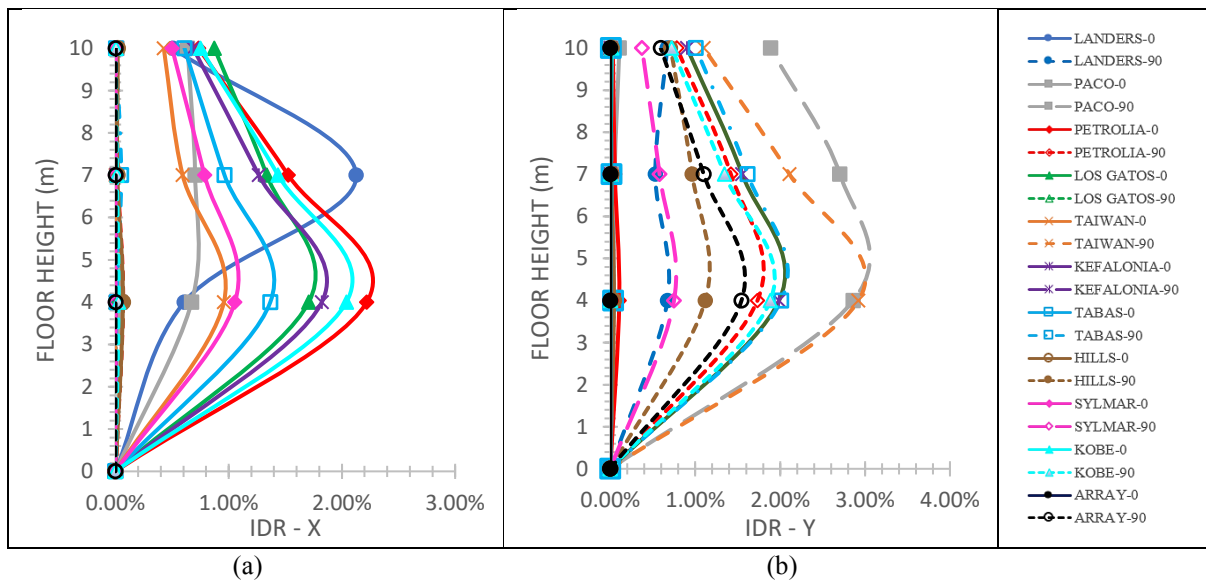 FLOOR HEIGHT (m)
10
9
8
7
6
5
4
3
2
1
0
0.00% 1.00% 2.00% 3.00%
IDR - X
(a)
FLOOR HEIGHT (m)
10
9
8
7
6
5
4
3
2
1
0
0.00% 1.00% 2.00% 3.00% 4.00%
IDR - Y
(b)
LANDERS-0
LANDERS-90
PACO-0
PACO-90
PETROLIA-0
PETROLIA-90
LOS GATOS-0
LOS GATOS-90
TAIWAN-0
TAIWAN-90
KEFALONIA-0
KEFALONIA-90
TABAS-0
TABAS-90
HILLS-0
HILLS-90
SYLMAR-0
SYLMAR-90
KOBE-0
KOBE-90
ARRAY-0
ARRAY-90